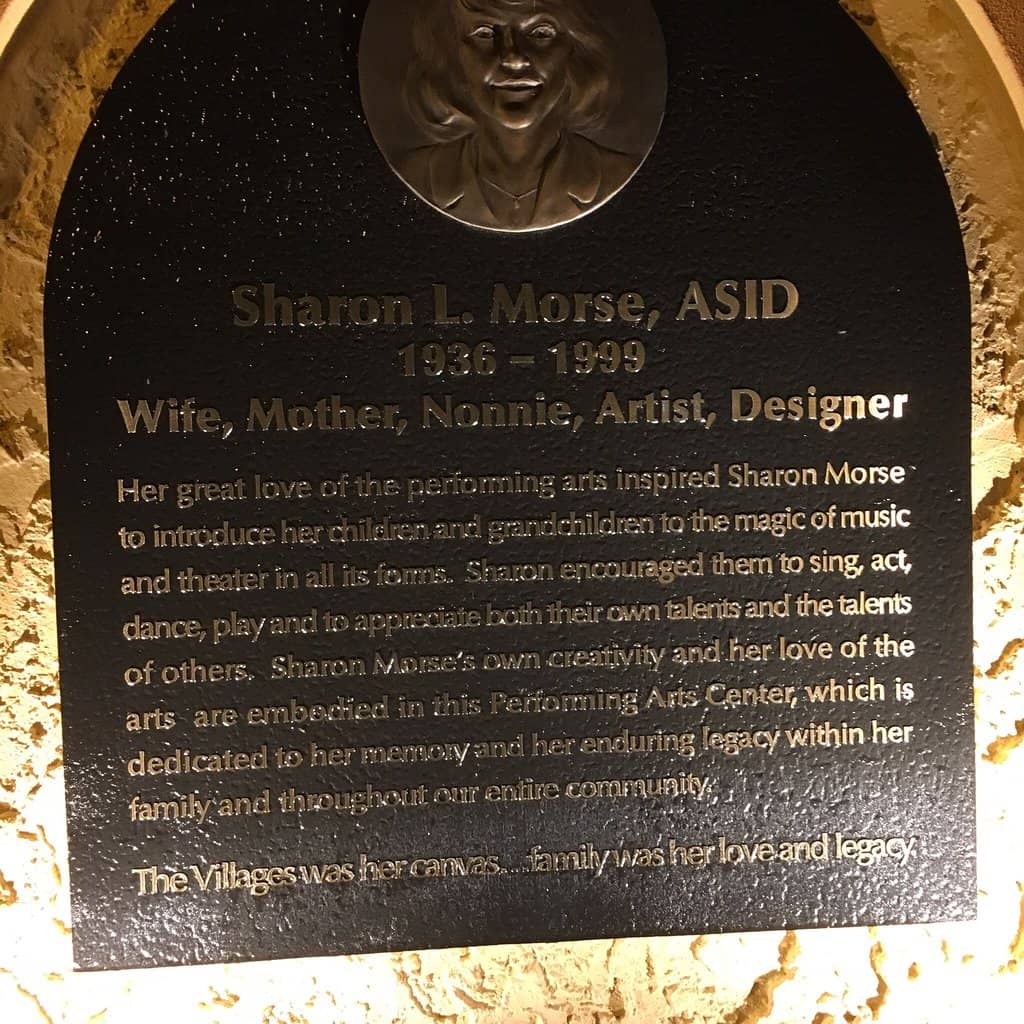 Sharon L. Morse, ASID
1936 – 1999
Wife, Mother, Nonnie, Artist, Designer
Her great love of the performing arts inspired Sharon Morse
to introduce her children and grandchildren to the magic of music
and theater in all its forms. Sharon encouraged them to sing, act,
dance, play and to appreciate both their own talents and the talents
of others. Sharon Morse's own creativity and her love of the
arts are embodied in this Performing Arts Center, which is
dedicated to her memory and her enduring legacy within her
family and throughout our entire community.
The Villages was her canvas....family was her love and legacy.